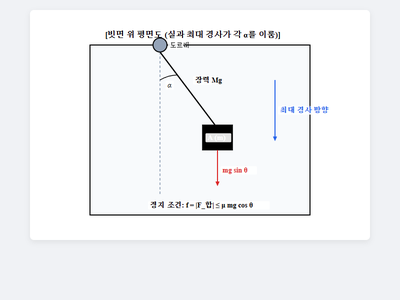 [빗면 위 평면도 (실과 최대 경사가 각 α를 이룸)]
도르래
장력 Mg
α
최대 경사 방향
mg sin θ
정지 조건: f = |F_합| ≤ μ mg cos θ